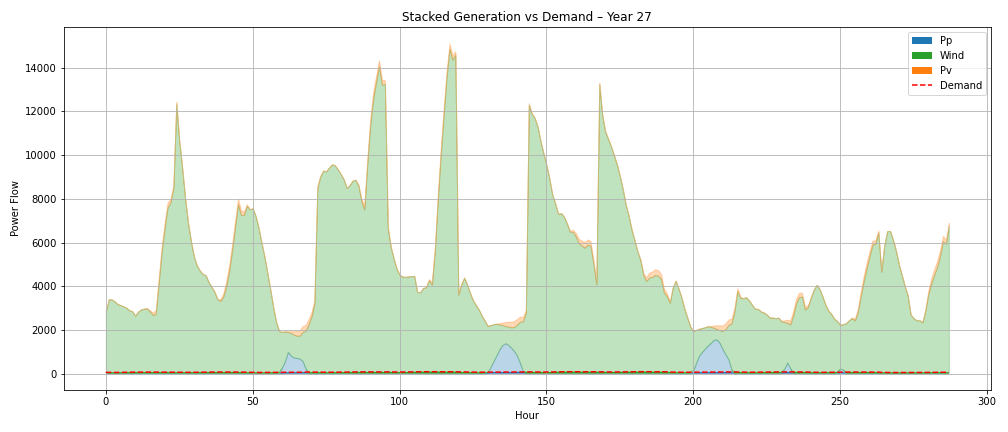 Stacked Generation vs Demand – Year 27
Power Flow
14000
12000
10000
8000
6000
4000
2000
0
Pp
Wind
Pv
Demand
0 50 100 150 200 250 300
Hour